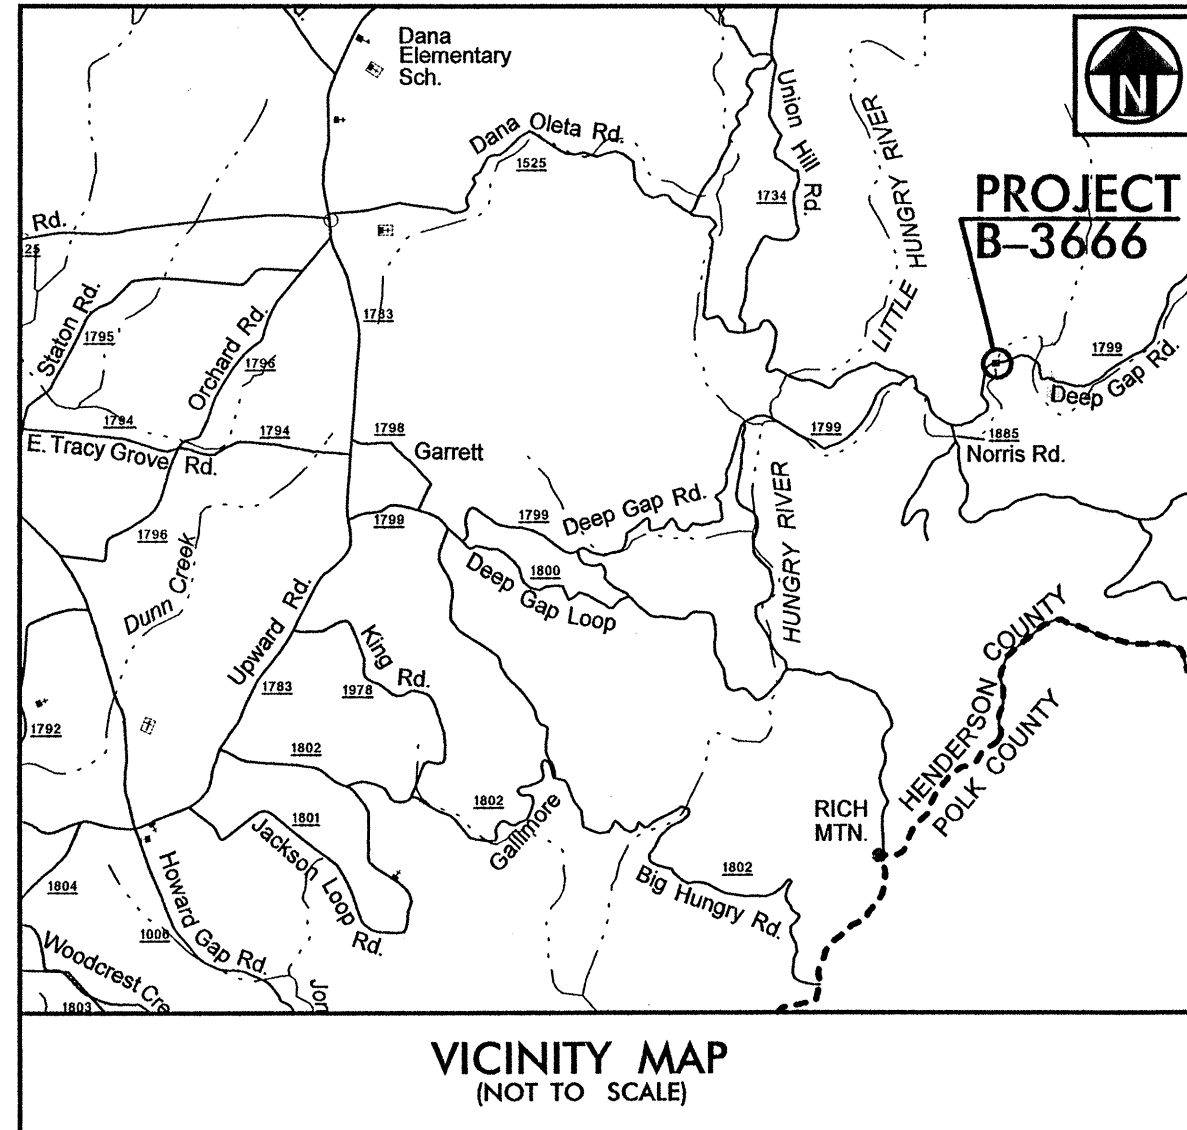 Dana
Elementary
Sch.
N
Dana Oleta Rd.
1525
Union Hill Rd.
1734
LITTLE HUNGRY RIVER
PROJECT
B-3666
Rd.
25
Staton Rd.
1795
Orchard Rd.
1796
1783
1799
Deep Gap Rd.
1794
1794
1798
Garrett
1799
1885
Norris Rd.
E. Tracy Grove Rd.
1796
Dunn Creek
1799
1799
Deep Gap Rd.
HUNGRY RIVER
1800
Deep Gap Loop
Upward Rd.
1783
King Rd.
1978
HENDERSON COUNTY
POLK COUNTY
1792
1802
1802
Gallimore
RICH
MTN.
1801
Jackson Loop Rd.
1802
Big Hungry Rd.
1804
Howard Gap Rd.
1006
Woodcrest Cre
1803
Jon
VICINITY MAP
(NOT TO SCALE)